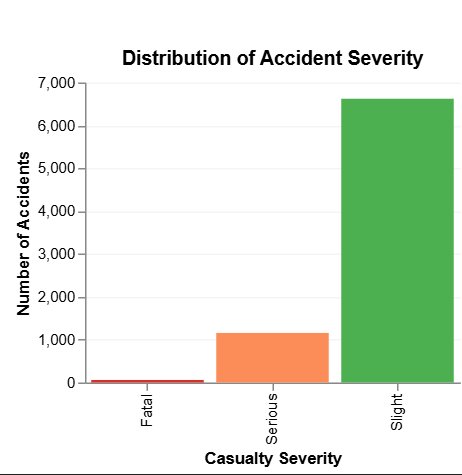 Distribution of Accident Severity
7,000
6,000
5,000
4,000
3,000
2,000
1,000
0
Number of Accidents
Fatal
Serious
Slight
Casualty Severity